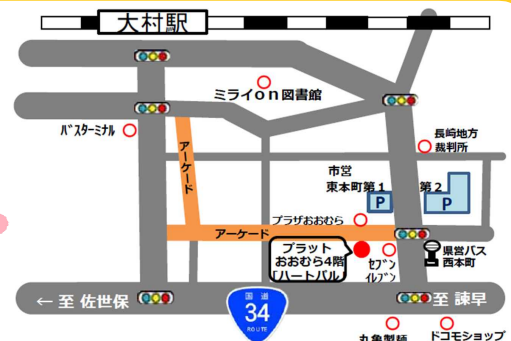 大村駅
ミライon図書館
バスターミナル
長崎地方
裁判所
アーケード
市営
東本町第1
第2
P
P
プラザおおむら
アーケード
プラット
おおむら4階
「ハートパル」
セブン
イレブン
県営バス
西本町
← 至 佐世保
国道
34
ROUTE
至 諫早
丸亀製麺
ドコモショップ